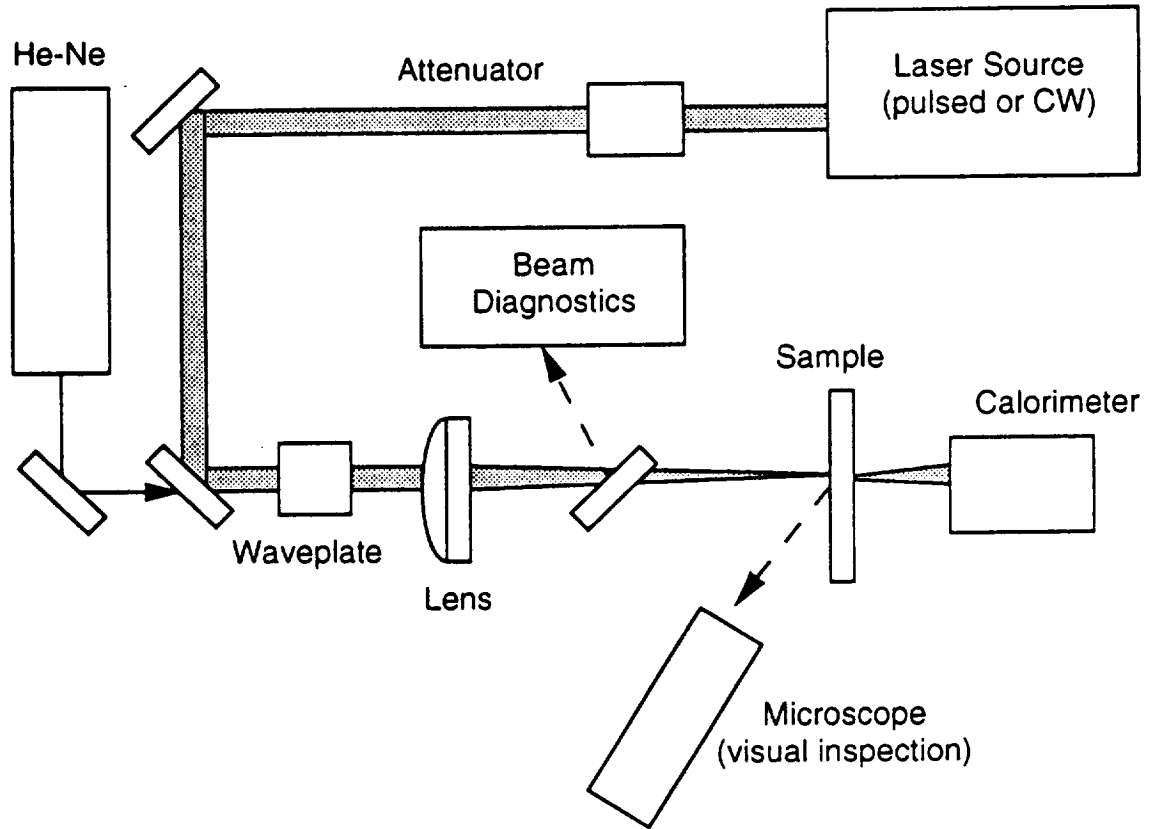 He-Ne
Attenuator
Laser Source
(pulsed or CW)
Beam
Diagnostics
Sample
Calorimeter
Waveplate
Lens
Microscope
(visual inspection)